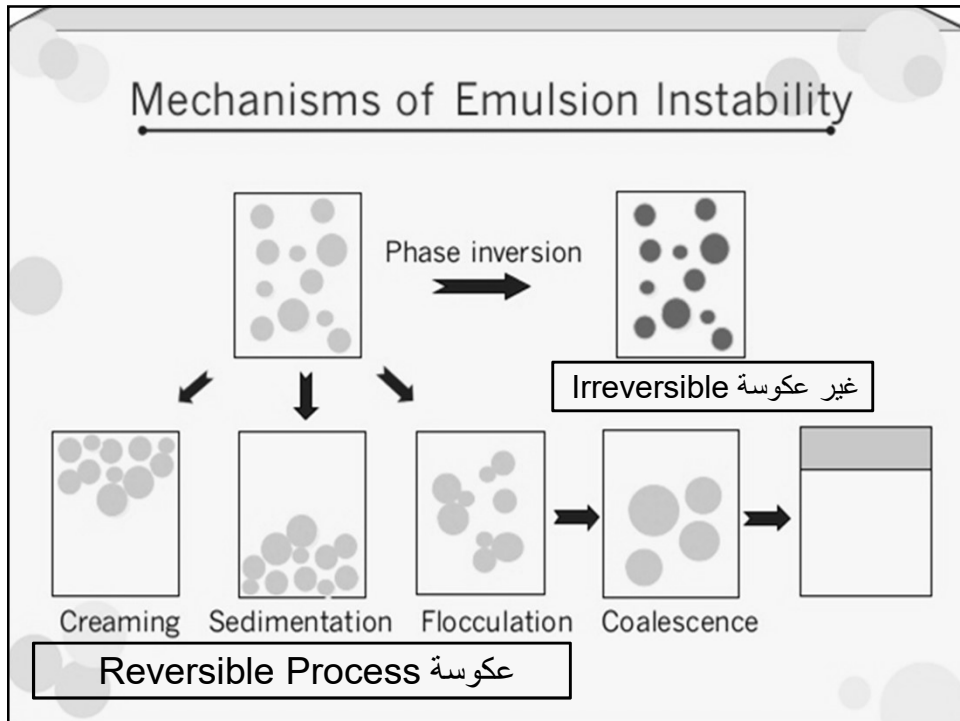 Mechanisms of Emulsion Instability
Phase inversion
غير عكوسة Irreversible
Creaming Sedimentation Flocculation Coalescence
عكوسة Reversible Process